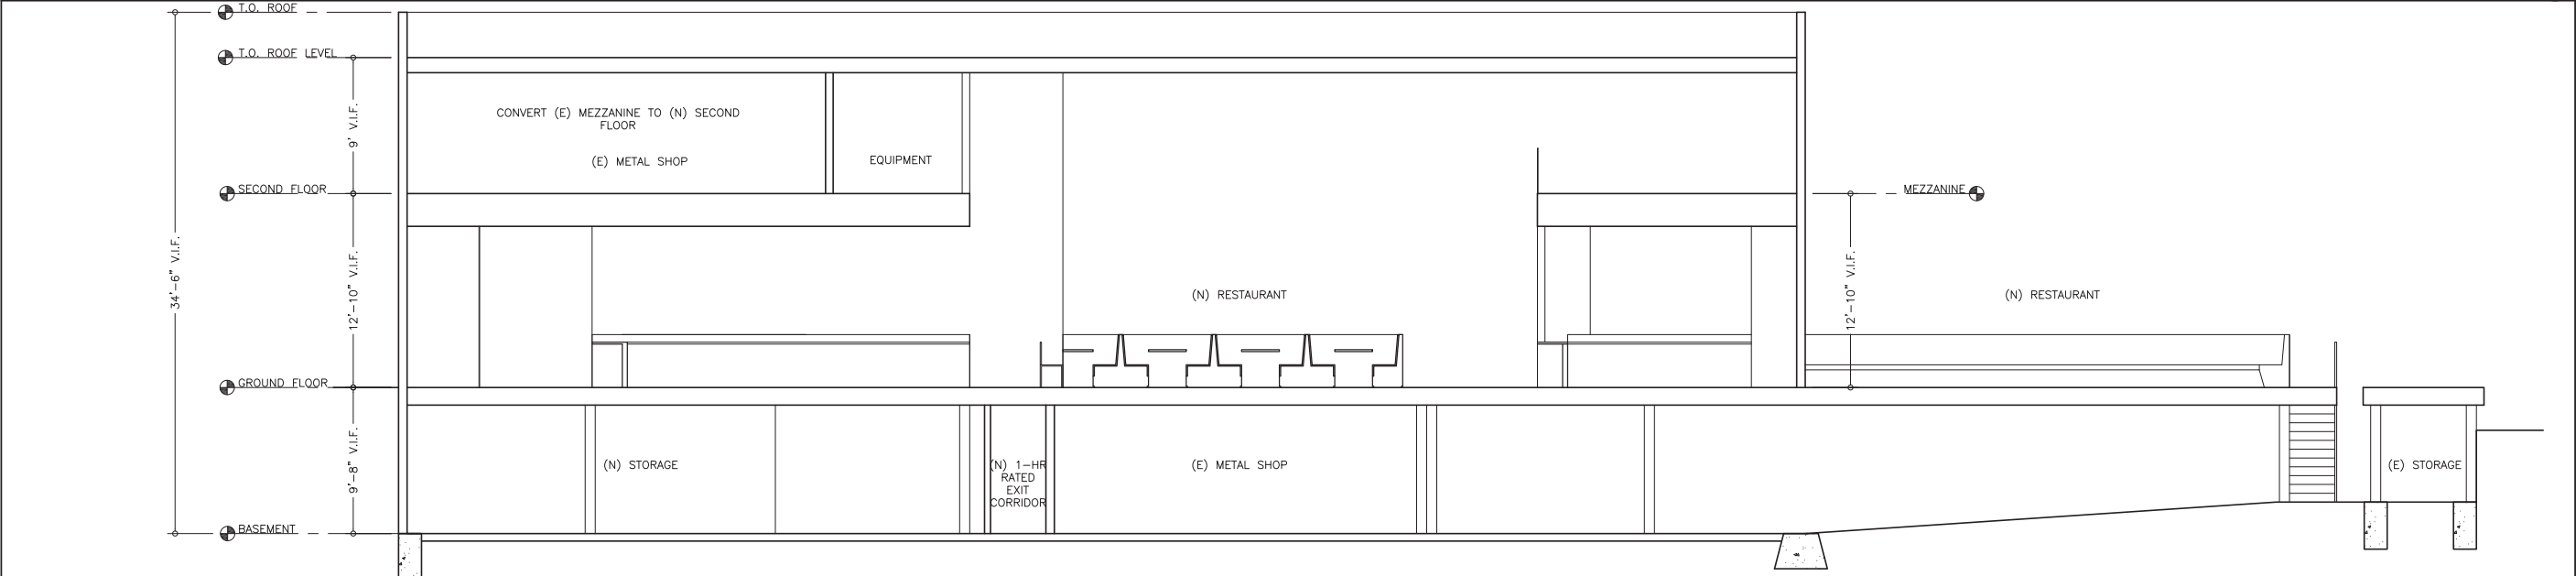 T.O. ROOF
T.O. ROOF LEVEL
9' V.I.F.
CONVERT (E) MEZZANINE TO (N) SECOND
FLOOR
(E) METAL SHOP
EQUIPMENT
SECOND FLOOR
MEZZANINE
34'-6" V.I.F.
12'-10" V.I.F.
(N) RESTAURANT
12'-10" V.I.F.
(N) RESTAURANT
GROUND FLOOR
9'-8" V.I.F.
(N) STORAGE
(N) 1-HR
RATED
EXIT
CORRIDOR
(E) METAL SHOP
(E) STORAGE
BASEMENT